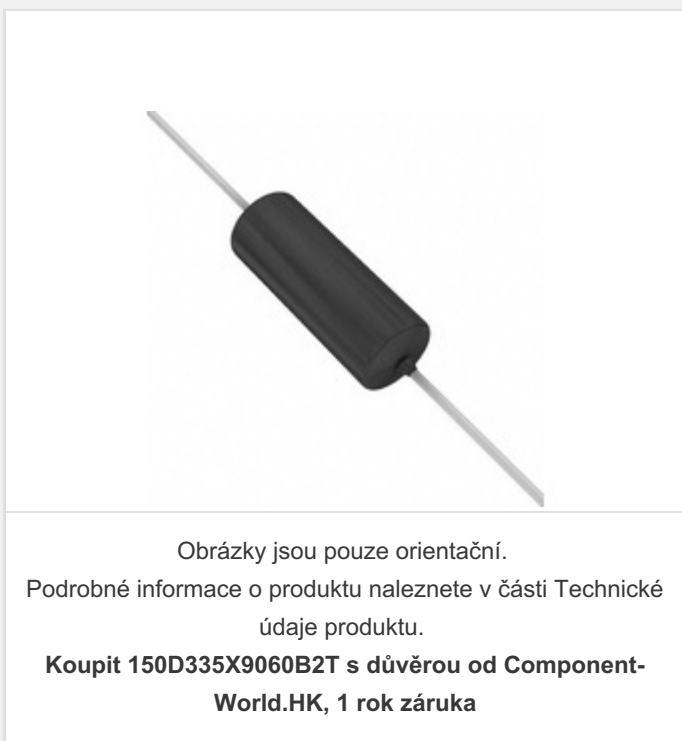 Obrázky jsou pouze orientační.
Podrobné informace o produktu naleznete v části Technické
údaje produktu.
Koupit 150D335X9060B2T s důvěrou od Component-
World.HK, 1 rok záruka